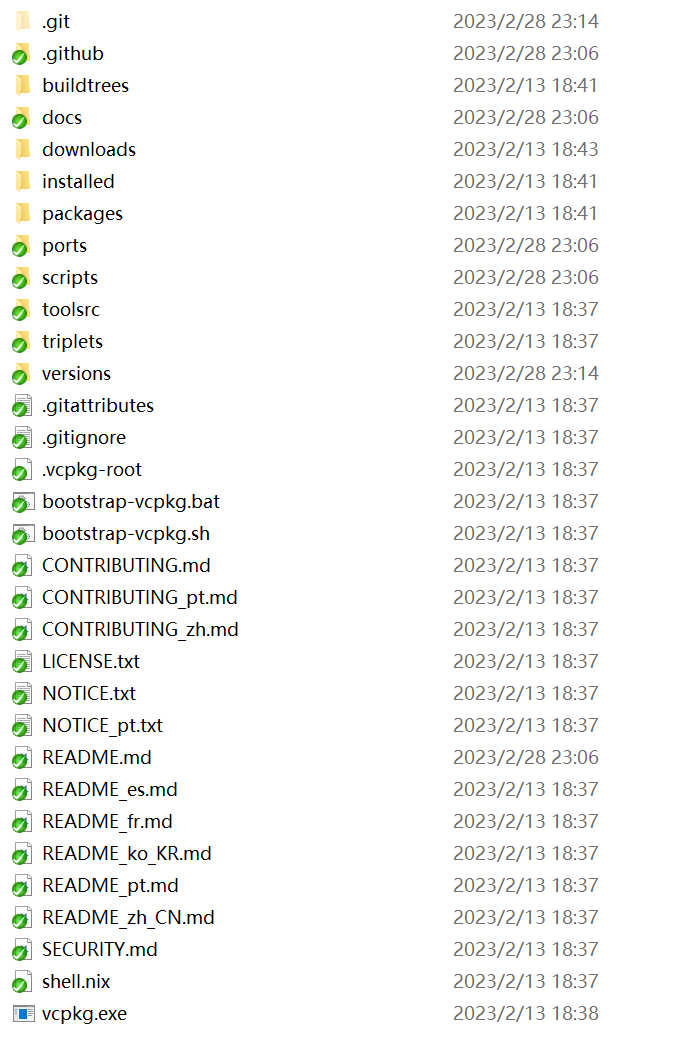 .git 2023/2/28 23:14
.github 2023/2/28 23:06
buildtrees 2023/2/13 18:41
docs 2023/2/28 23:06
downloads 2023/2/13 18:43
installed 2023/2/13 18:41
packages 2023/2/13 18:41
ports 2023/2/28 23:06
scripts 2023/2/28 23:06
toolsrc 2023/2/13 18:37
triplets 2023/2/13 18:37
versions 2023/2/28 23:14
.gitattributes 2023/2/13 18:37
.gitignore 2023/2/13 18:37
.vcpkg-root 2023/2/13 18:37
bootstrap-vcpkg.bat 2023/2/13 18:37
bootstrap-vcpkg.sh 2023/2/13 18:37
CONTRIBUTING.md 2023/2/13 18:37
CONTRIBUTING_pt.md 2023/2/13 18:37
CONTRIBUTING_zh.md 2023/2/13 18:37
LICENSE.txt 2023/2/13 18:37
NOTICE.txt 2023/2/13 18:37
NOTICE_pt.txt 2023/2/13 18:37
README.md 2023/2/28 23:06
README_es.md 2023/2/13 18:37
README_fr.md 2023/2/13 18:37
README_ko_KR.md 2023/2/13 18:37
README_pt.md 2023/2/13 18:37
README_zh_CN.md 2023/2/13 18:37
SECURITY.md 2023/2/13 18:37
shell.nix 2023/2/13 18:37
vcpkg.exe 2023/2/13 18:38